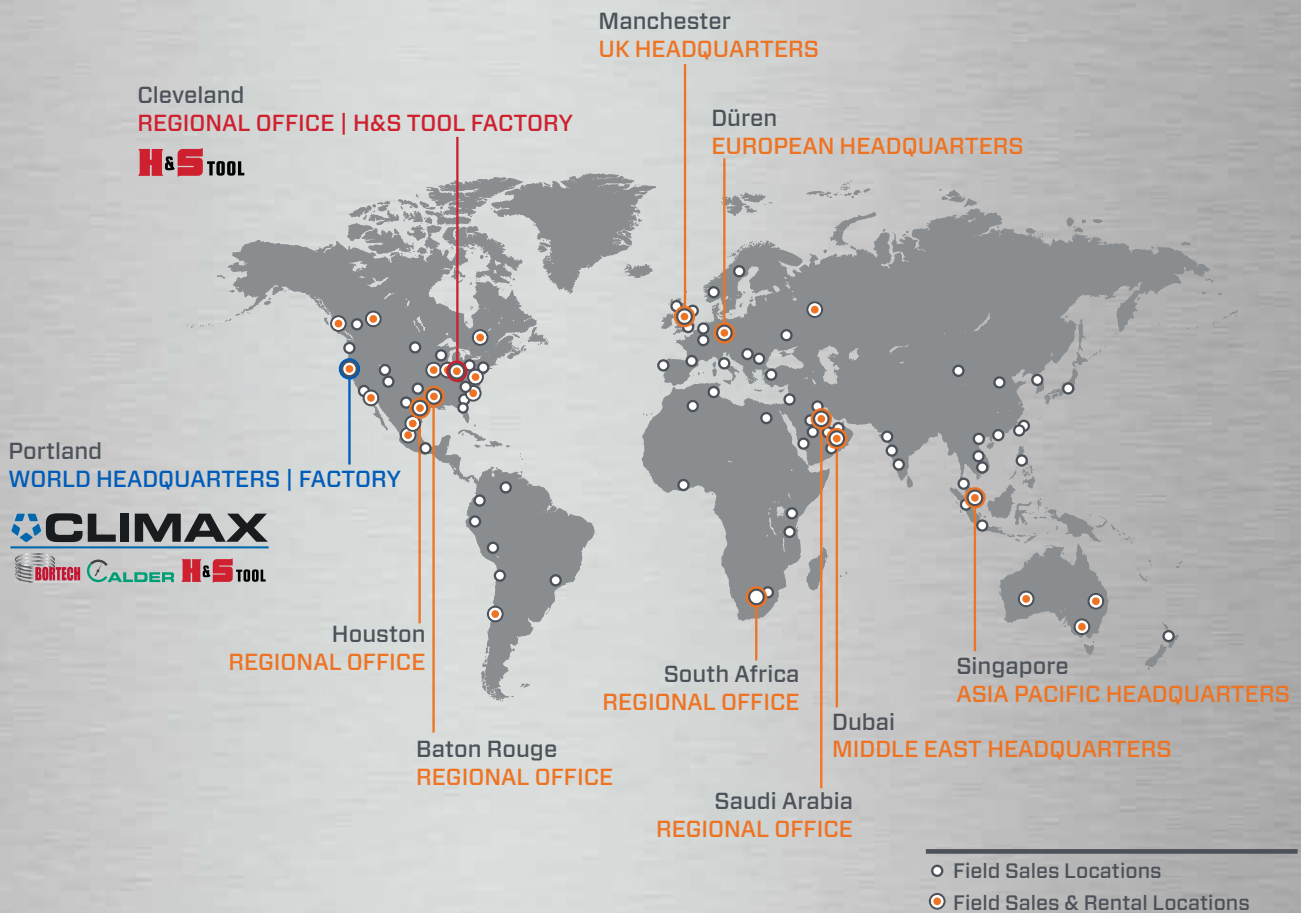 Manchester
UK HEADQUARTERS
Cleveland
REGIONAL OFFICE | H&S TOOL FACTORY
H&S TOOL
Düren
EUROPEAN HEADQUARTERS
Portland
WORLD HEADQUARTERS | FACTORY
CLIMAX
BORTECH CALDER H&S TOOL
Houston
REGIONAL OFFICE
Baton Rouge
REGIONAL OFFICE
South Africa
REGIONAL OFFICE
Singapore
ASIA PACIFIC HEADQUARTERS
Dubai
MIDDLE EAST HEADQUARTERS
Saudi Arabia
REGIONAL OFFICE
Field Sales Locations
Field Sales & Rental Locations